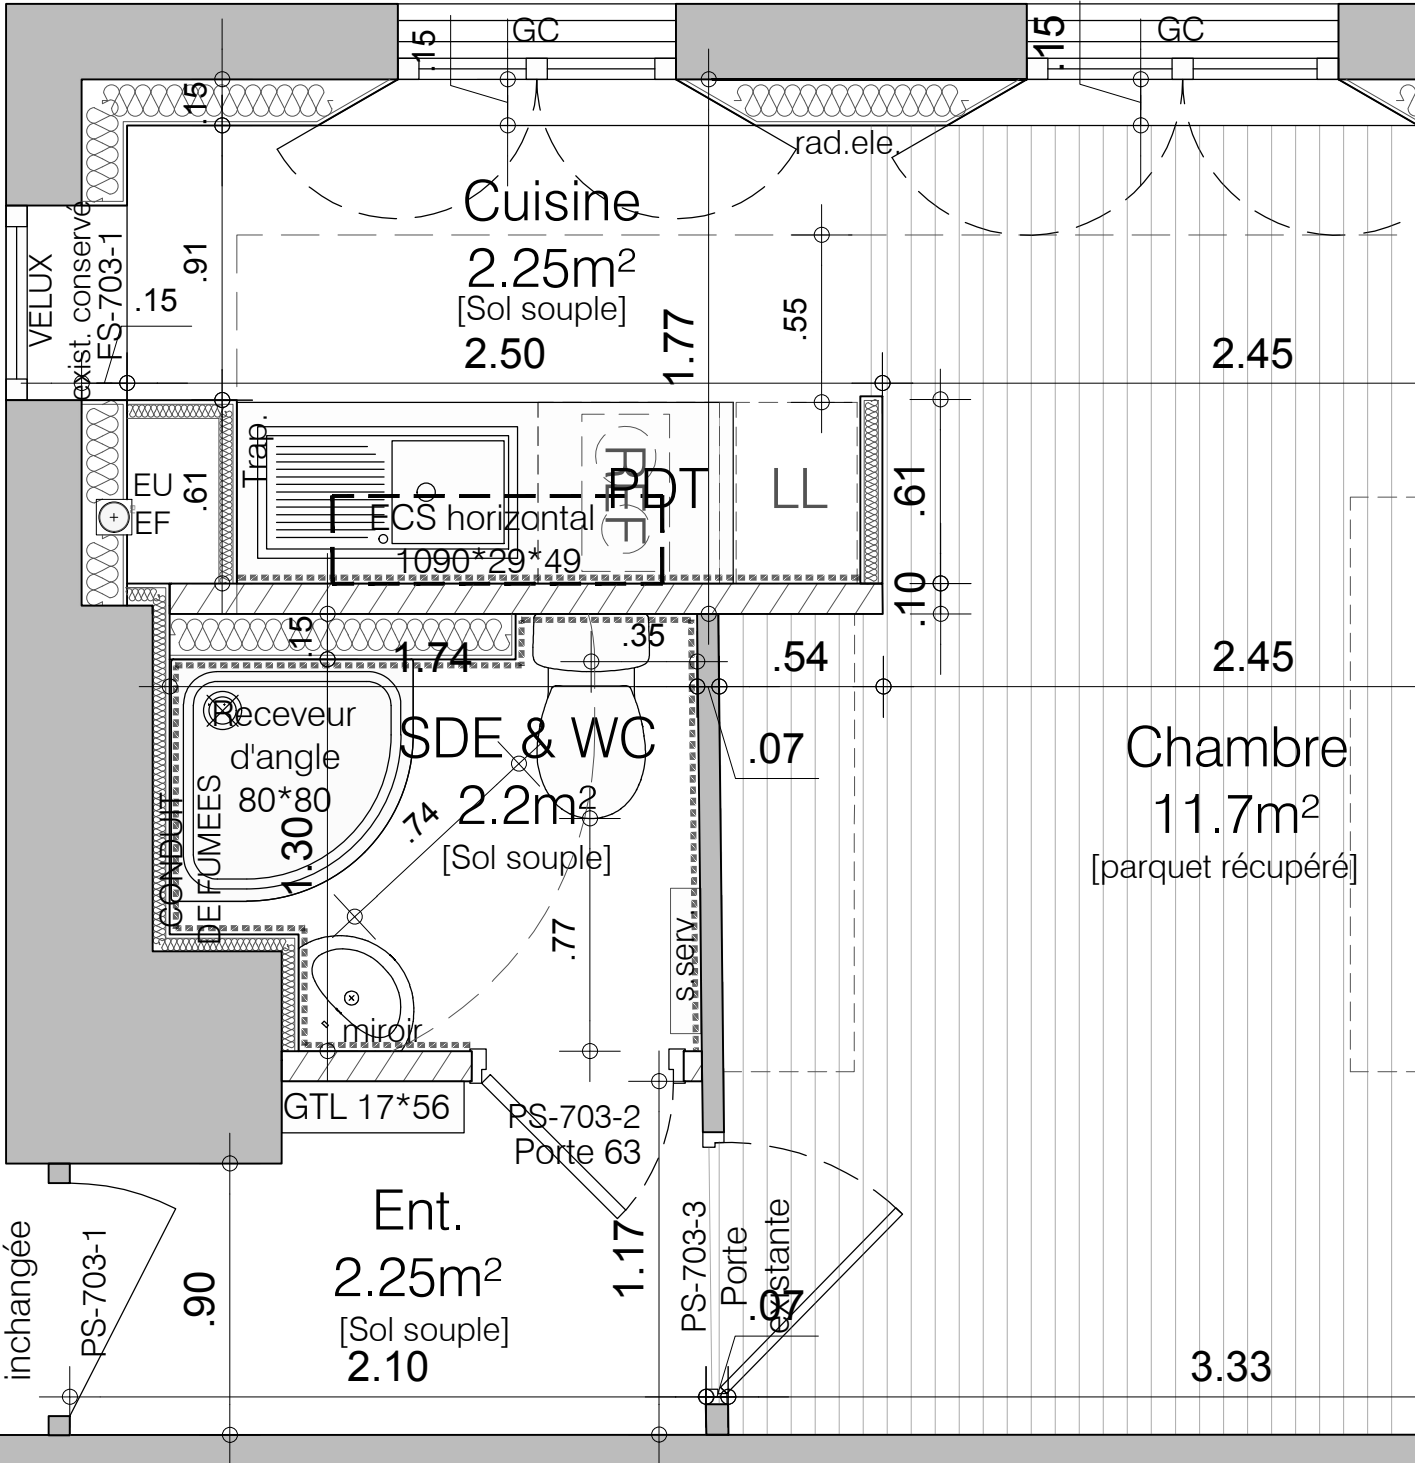 GC
GC
.15
.15
.15
rad.ele.
Cuisine
2.25m²
[Sol souple]
2.50
1.77
.55
2.45
VELUX
exist. conservé
FS-703-1
.91
.15
Trap.
EU
EF
.61
ECS horizontal
1090*29*49
REF
PDT
LL
.61
.10
.15
1.74
.35
.54
2.45
Receveur
d'angle
80*80
SDE & WC
2.2m²
[Sol souple]
.07
Chambre
11.7m²
[parquet récupéré]
CONDUIT
DE FUMEES
1.30
.74
.77
s.serv.
miroir
GTL 17*56
PS-703-2
Porte 63
Ent.
2.25m²
[Sol souple]
2.10
inchangée
PS-703-1
.90
1.17
PS-703-3
Porte
existante
.07
3.33